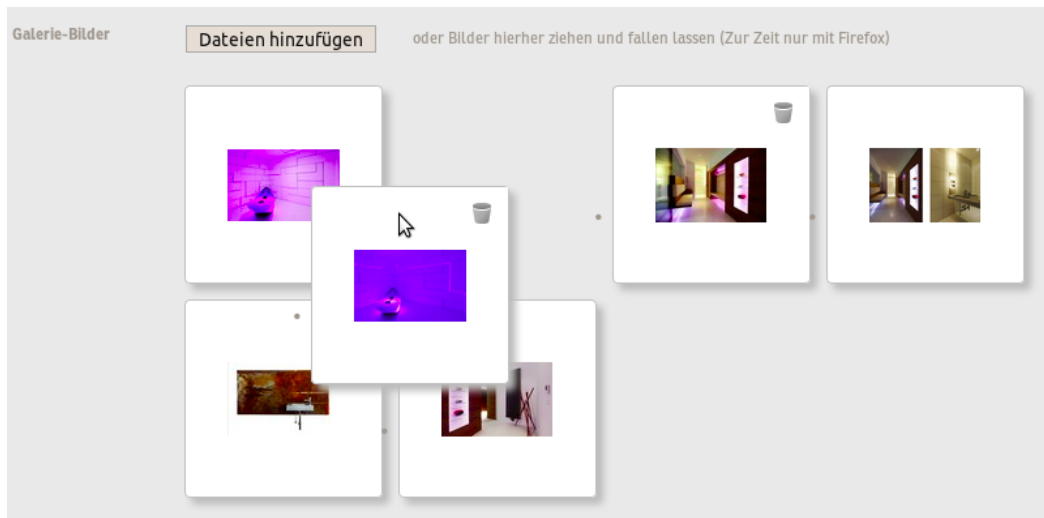 Galerie-Bilder
Dateien hinzufügen
oder Bilder hierher ziehen und fallen lassen (Zur Zeit nur mit Firefox)